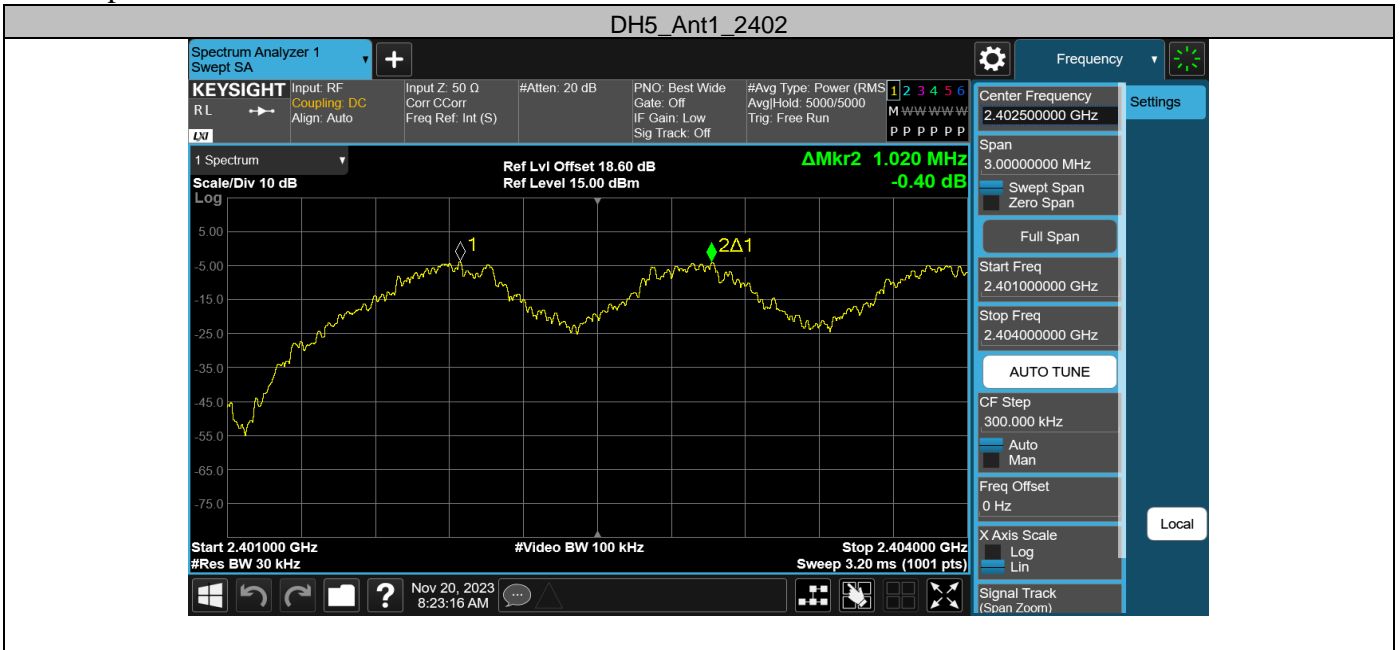 DH5_Ant1_2402
Spectrum Analyzer 1
Swept SA
+
Frequency
KEYSIGHT
RL
LXI
Input: RF
Coupling: DC
Align: Auto
Input Z: 50 Ω
Corr CCorr
Freq Ref: Int (S)
#Atten: 20 dB
PNO: Best Wide
Gate: Off
IF Gain: Low
Sig Track: Off
#Avg Type: Power (RMS
Avg|Hold: 5000/5000
Trig: Free Run
1 2 3 4 5 6
M W W W W W
P P P P P P
1 Spectrum
Scale/Div 10 dB
Log
Ref Lvl Offset 18.60 dB
Ref Level 15.00 dBm
ΔMkr2 1.020 MHz
-0.40 dB
5.00
-5.00
-15.0
-25.0
-35.0
-45.0
-55.0
-65.0
-75.0
1
2Δ1
Start 2.401000 GHz
#Res BW 30 kHz
#Video BW 100 kHz
Stop 2.404000 GHz
Sweep 3.20 ms (1001 pts)
Center Frequency
2.402500000 GHz
Span
3.00000000 MHz
Swept Span
Zero Span
Full Span
Start Freq
2.401000000 GHz
Stop Freq
2.404000000 GHz
AUTO TUNE
CF Step
300.000 kHz
Auto
Man
Freq Offset
0 Hz
X Axis Scale
Log
Lin
Signal Track
(Span Zoom)
Settings
Local
?
Nov 20, 2023
8:23:16 AM